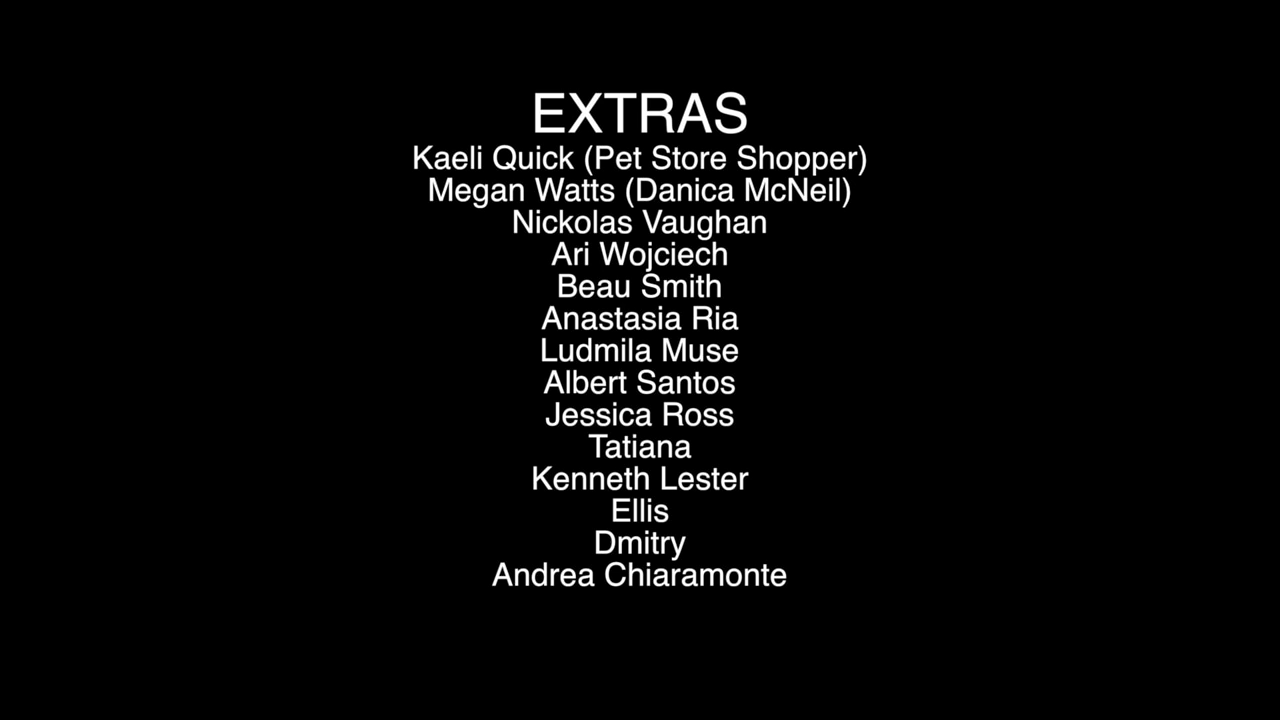 EXTRAS
Kaeli Quick (Pet Store Shopper)
Megan Watts (Danica McNeil)
Nickolas Vaughan
Ari Wojciech
Beau Smith
Anastasia Ria
Ludmila Muse
Albert Santos
Jessica Ross
Tatiana
Kenneth Lester
Ellis
Dmitry
Andrea Chiaramonte